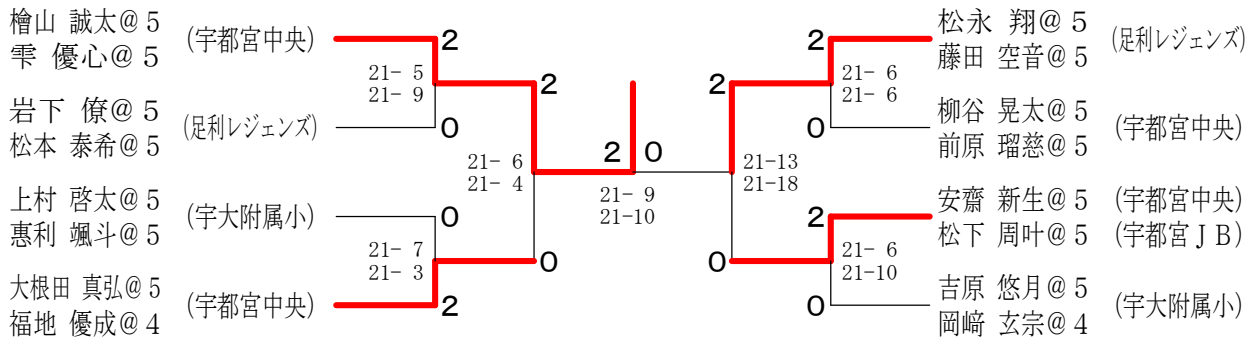 檜山 誠太@５
雫 優心@５
(宇都宮中央)
2
21- 5
21- 9
岩下 僚@５
松本 泰希@５
(足利レジェンズ)
0
2
21- 6
21- 4
上村 啓太@５
惠利 颯斗@５
(宇大附属小)
0
21- 7
21- 3
0
大根田 真弘@５
福地 優成@４
(宇都宮中央)
2
2 0
21- 9
21-10
2
松永 翔@５
藤田 空音@５
(足利レジェンズ)
21- 6
21- 6
2
0
柳谷 晃太@５
前原 瑠慈@５
(宇都宮中央)
21-13
21-18
2
安齋 新生@５ (宇都宮中央)
松下 周叶@５ (宇都宮ＪＢ)
0
21- 6
21-10
0
吉原 悠月@５
岡﨑 玄宗@４
(宇大附属小)